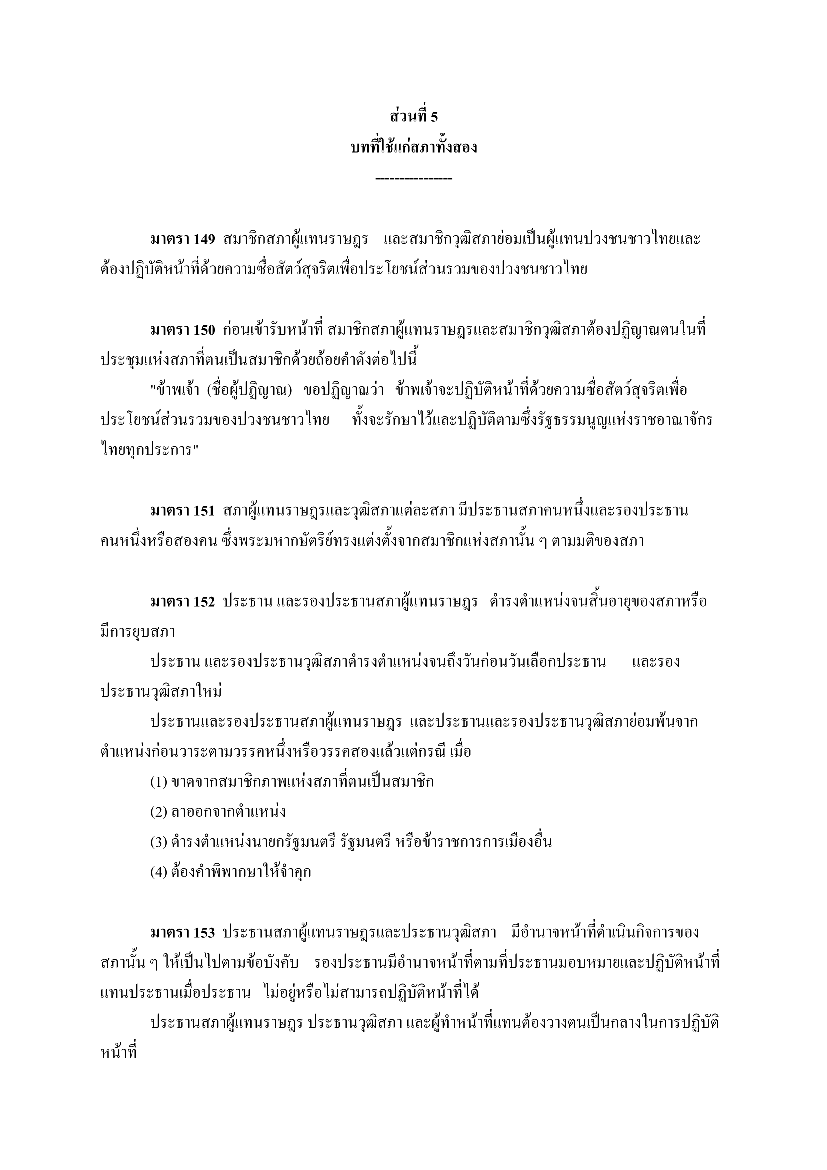 ส่วนที่ 5
บทที่ใช้แก่สภาทั้งสอง
----------------
มาตรา 149 สมาชิกสภาผู้แทนราษฎร และสมาชิกวุฒิสภาย่อมเป็นผู้แทนปวงชนชาวไทยและ
ต้องปฏิบัติหน้าที่ด้วยความซื่อสัตว์สุจริตเพื่อประโยชน์ส่วนรวมของปวงชนชาวไทย
มาตรา 150 ก่อนเข้ารับหน้าที่ สมาชิกสภาผู้แทนราษฎรและสมาชิกวุฒิสภาต้องปฏิญาณตนในที่
ประชุมแห่งสภาที่ตนเป็นสมาชิกด้วยถ้อยคำดังต่อไปนี้
"ข้าพเจ้า (ชื่อผู้ปฏิญาณ) ขอปฏิญาณว่า ข้าพเจ้าจะปฏิบัติหน้าที่ด้วยความซื่อสัตว์สุจริตเพื่อ
ประโยชน์ส่วนรวมของปวงชนชาวไทย ทั้งจะรักษาไว้และปฏิบัติตามซึ่งรัฐธรรมนูญแห่งราชอาณาจักร
ไทยทุกประการ"
มาตรา 151 สภาผู้แทนราษฎรและวุฒิสภาแต่ละสภา มีประธานสภาคนหนึ่งและรองประธาน
คนหนึ่งหรือสองคน ซึ่งพระมหากษัตริย์ทรงแต่งตั้งจากสมาชิกแห่งสภานั้น ๆ ตามมติของสภา
มาตรา 152 ประธาน และรองประธานสภาผู้แทนราษฎร ดำรงตำแหน่งจนสิ้นอายุของสภาหรือ
มีการยุบสภา
ประธาน และรองประธานวุฒิสภาดำรงตำแหน่งจนถึงวันก่อนวันเลือกประธาน และรอง
ประธานวุฒิสภาใหม่
ประธานและรองประธานสภาผู้แทนราษฎร และประธานและรองประธานวุฒิสภาย่อมพ้นจาก
ตำแหน่งก่อนวาระตามวรรคหนึ่งหรือวรรคสองแล้วแต่กรณี เมื่อ
(1) ขาดจากสมาชิกภาพแห่งสภาที่ตนเป็นสมาชิก
(2) ลาออกจากตำแหน่ง
(3) ดำรงตำแหน่งนายกรัฐมนตรี รัฐมนตรี หรือข้าราชการการเมืองอื่น
(4) ต้องคำพิพากษาให้จำคุก
มาตรา 153 ประธานสภาผู้แทนราษฎรและประธานวุฒิสภา มีอำนาจหน้าที่ดำเนินกิจการของ
สภานั้น ๆ ให้เป็นไปตามข้อบังคับ รองประธานมีอำนาจหน้าที่ตามที่ประธานมอบหมายและปฏิบัติหน้าที่
แทนประธานเมื่อประธาน ไม่อยู่หรือไม่สามารถปฏิบัติหน้าที่ได้
ประธานสภาผู้แทนราษฎร ประธานวุฒิสภา และผู้ทำหน้าที่แทนต้องวางตนเป็นกลางในการปฏิบัติ
หน้าที่